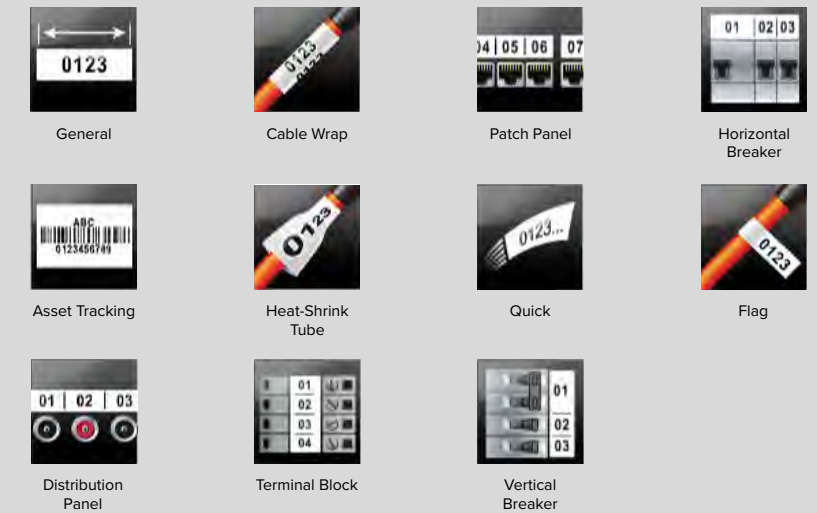 0123
General
0123
Cable Wrap
04 05 06 07
Patch Panel
01 02 03
Horizontal
Breaker
ABC
0123456789
Asset Tracking
0123
Heat-Shrink
Tube
0123...
Quick
0123
Flag
01 02 03
Distribution
Panel
01
02
03
04
Terminal Block
01
02
03
Vertical
Breaker